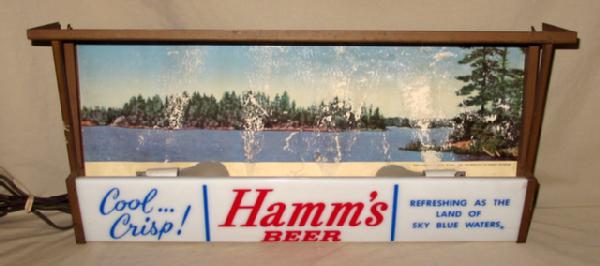 Cool...
Crisp!
Hamm's
BEER
REFRESHING AS THE
LAND OF
SKY BLUE WATERS